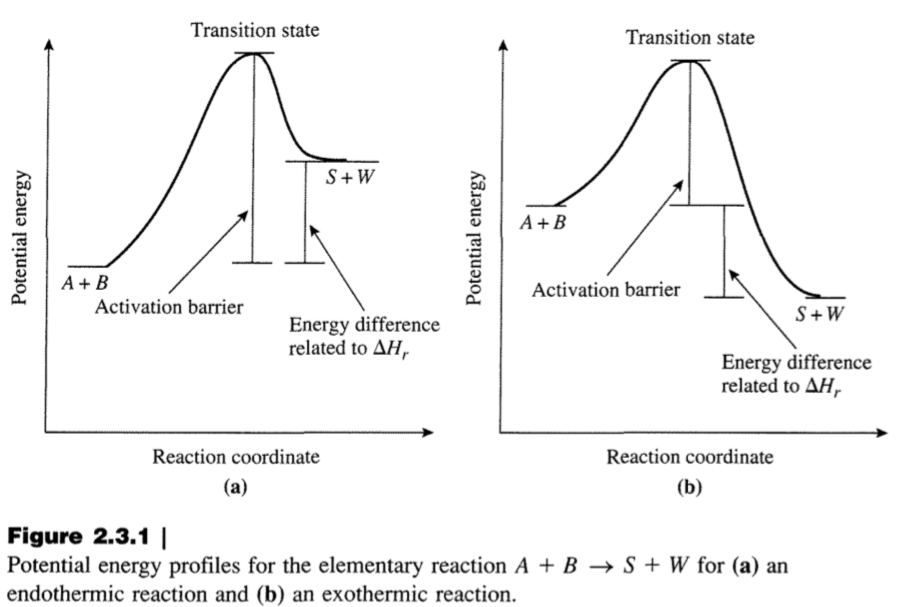 Transition state
Potential energy
A + B
S + W
Activation barrier
Energy difference
related to ΔHr
Reaction coordinate
(a)
Transition state
Potential energy
A + B
Activation barrier
S + W
Energy difference
related to ΔHr
Reaction coordinate
(b)
Figure 2.3.1 |
Potential energy profiles for the elementary reaction A + B → S + W for (a) an
endothermic reaction and (b) an exothermic reaction.